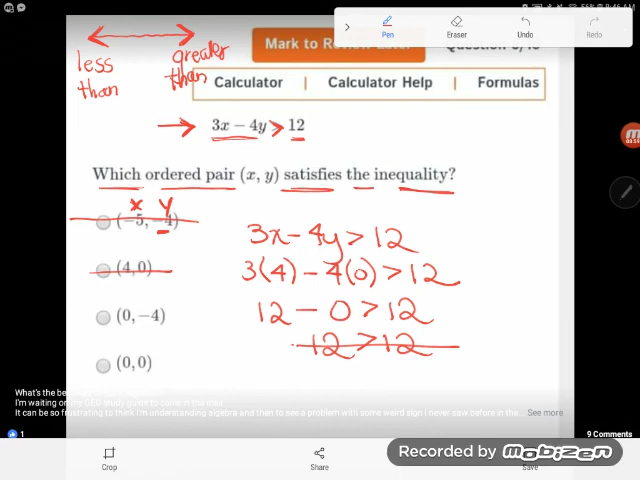 8:46 AM
56%
Pen
Eraser
Undo
Redo
less than
greater than
Mark to Review Later
Calculator | Calculator Help | Formulas
3x − 4y > 12
Which ordered pair (x, y) satisfies the inequality?
x y
(−5, −4)
(4, 0)
(0, −4)
(0, 0)
3x − 4y > 12
3(4) − 4(0) > 12
12 − 0 > 12
12 > 12
What's the be
I'm waiting on my GED study guide to come in the mail
It can be so frustrating to think i'm understanding algebra and then to see a problem with some weird sign I never saw before in the... See more
1
9 Comments
Crop
Share
Save
Recorded by
mobizen